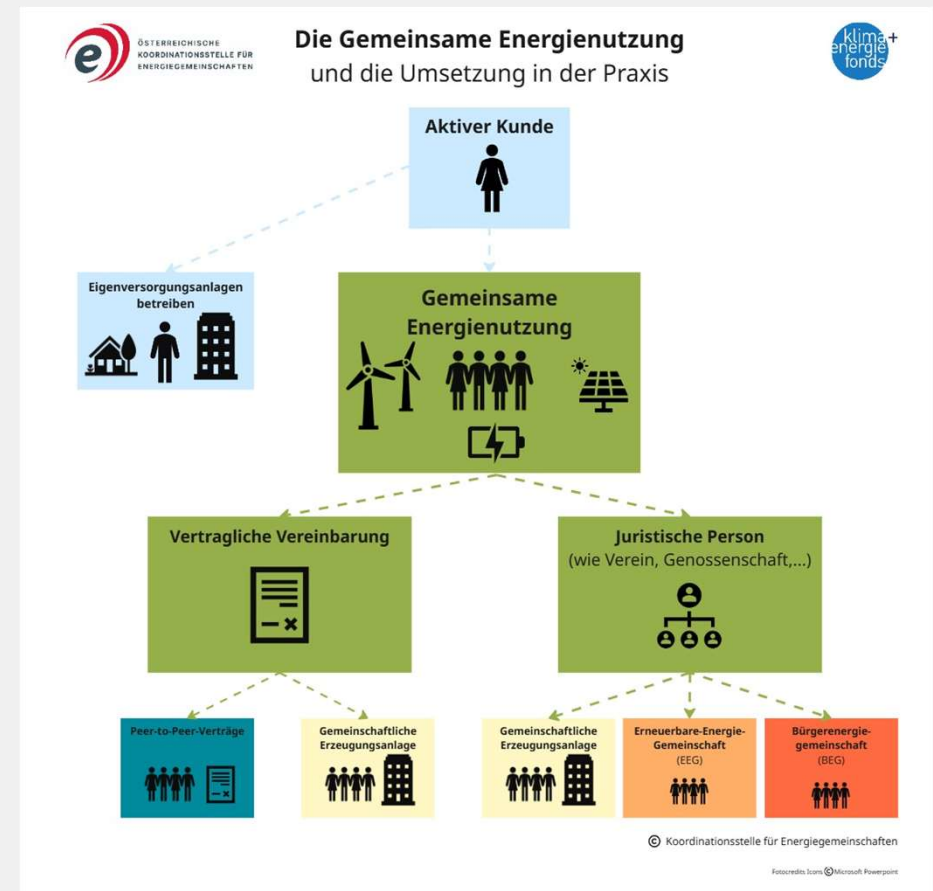 ÖSTERREICHISCHE
KOORDINATIONSSTELLE FÜR
ENERGIEGEMEINSCHAFTEN
Die Gemeinsame Energienutzung
und die Umsetzung in der Praxis
klima+
energie
fonds
Aktiver Kunde
Eigenversorgungsanlagen
betreiben
Gemeinsame
Energienutzung
Vertragliche Vereinbarung
Juristische Person
(wie Verein, Genossenschaft,...)
Peer-to-Peer-Verträge
Gemeinschaftliche
Erzeugungsanlage
Gemeinschaftliche
Erzeugungsanlage
Erneuerbare-Energie-
Gemeinschaft
(EEG)
Bürgerenergie-
gemeinschaft
(BEG)
© Koordinationsstelle für Energiegemeinschaften
Fotocredits Icons ©Microsoft Powerpoint